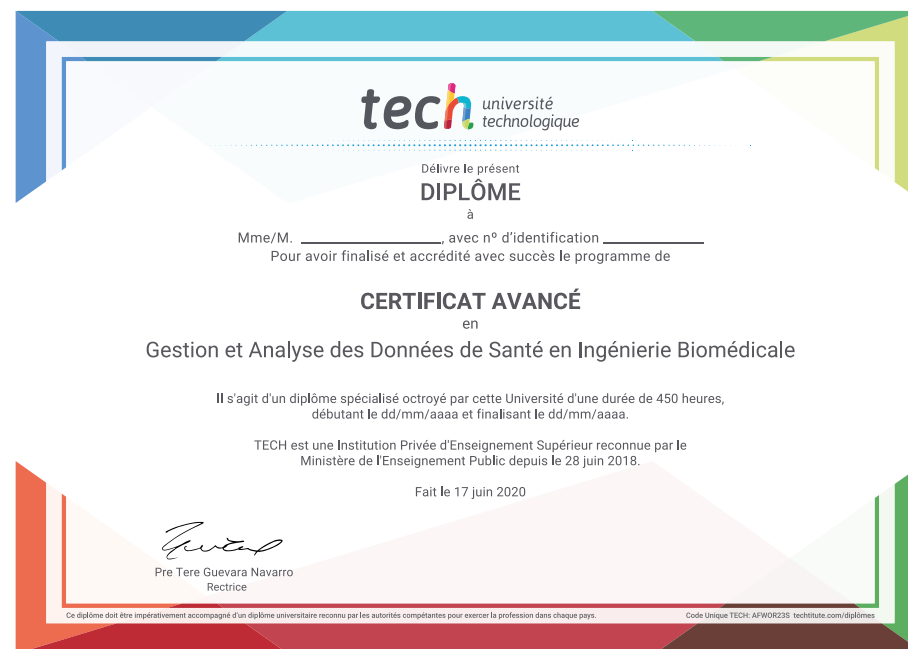 tech université
technologique
Délivre le présent
DIPLÔME
à
Mme/M. ____________________, avec nº d'identification ______________
Pour avoir finalisé et accrédité avec succès le programme de
CERTIFICAT AVANCÉ
en
Gestion et Analyse des Données de Santé en Ingénierie Biomédicale
Il s'agit d'un diplôme spécialisé octroyé par cette Université d'une durée de 450 heures,
débutant le dd/mm/aaaa et finalisant le dd/mm/aaaa.
TECH est une Institution Privée d'Enseignement Supérieur reconnue par le
Ministère de l'Enseignement Public depuis le 28 juin 2018.
Fait le 17 juin 2020
Pre Tere Guevara Navarro
Rectrice
Ce diplôme doit être impérativement accompagné d'un diplôme universitaire reconnu par les autorités compétantes pour exercer la profession dans chaque pays.
Code Unique TECH: AFWOR23S techtitute.com/diplômes